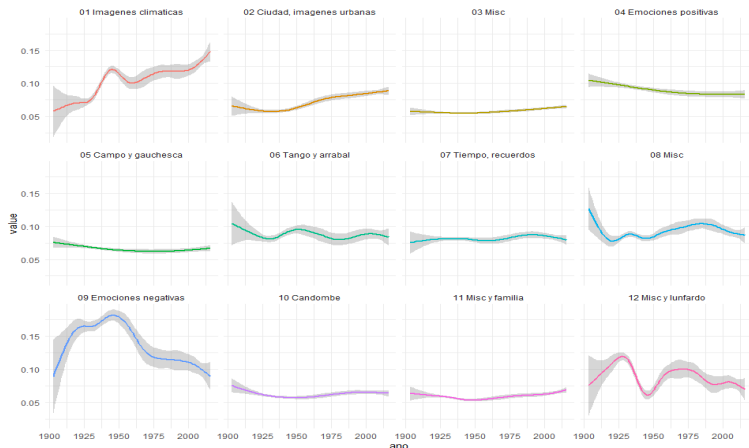 01 Imagenes climaticas 02 Ciudad, imagenes urbanas 03 Misc 04 Emociones positivas
0.15
0.10
0.05
05 Campo y gauchesca 06 Tango y arrabal 07 Tiempo, recuerdos 08 Misc
0.15
0.10
0.05
value
09 Emociones negativas 10 Candombe 11 Misc y familia 12 Misc y lunfardo
0.15
0.10
0.05
1900 1925 1950 1975 2000 1900 1925 1950 1975 2000 1900 1925 1950 1975 2000 1900 1925 1950 1975 2000